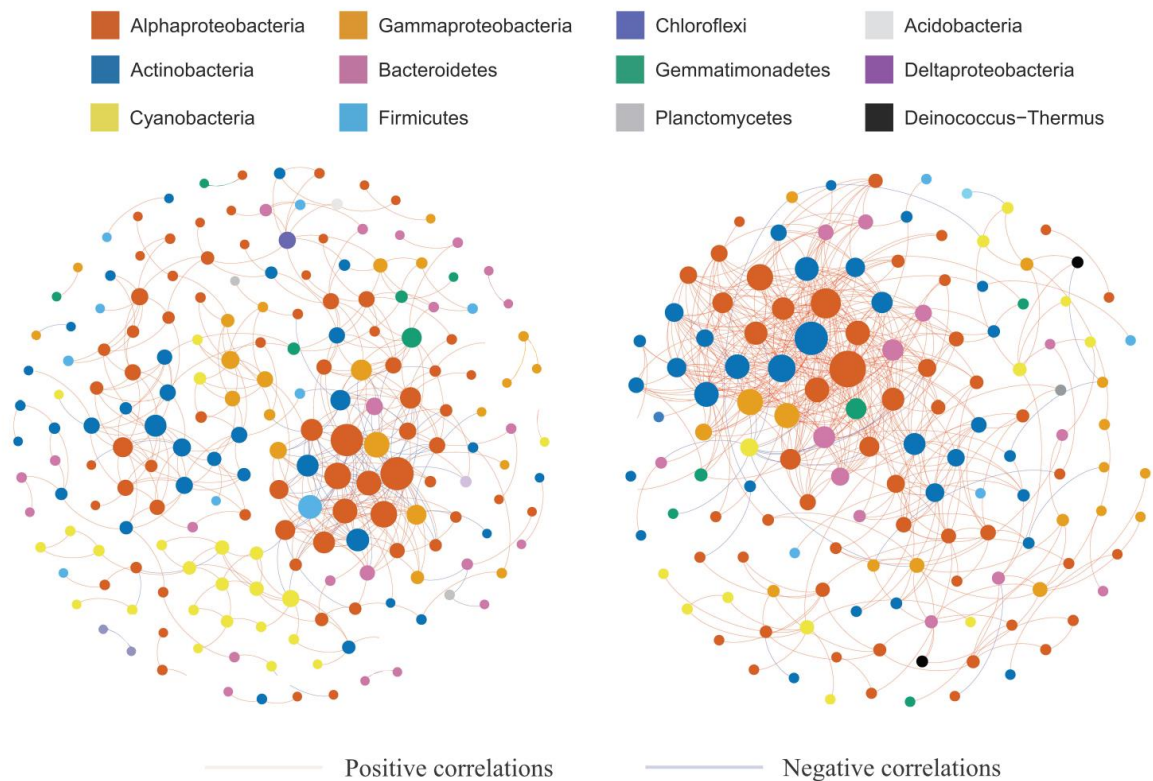 Alphaproteobacteria Gammaproteobacteria Chloroflexi Acidobacteria
Actinobacteria Bacteroidetes Gemmatimonadetes Deltaproteobacteria
Cyanobacteria Firmicutes Planctomycetes Deinococcus−Thermus
Positive correlations Negative correlations